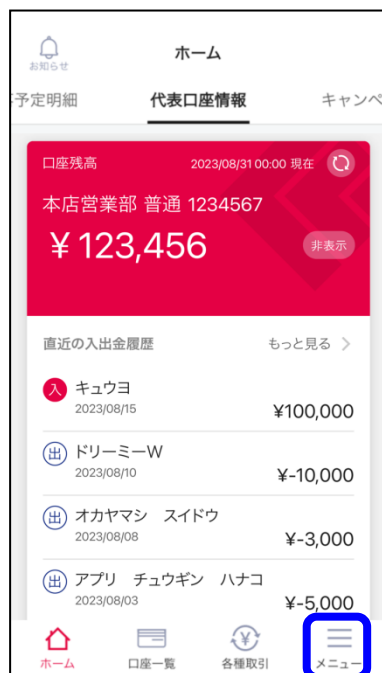 お知らせ
ホーム
予定明細 代表口座情報 キャンペ
口座残高 2023/08/31 00:00 現在
本店営業部 普通 1234567
¥123,456 非表示
直近の入出金履歴 もっと見る
入 キュウヨ
2023/08/15 ¥100,000
出 ドリーミーW
2023/08/10 ¥-10,000
出 オカヤマシ スイドウ
2023/08/08 ¥-3,000
出 アプリ チュウギン ハナコ
2023/08/03 ¥-5,000
ホーム 口座一覧 各種取引 メニュー